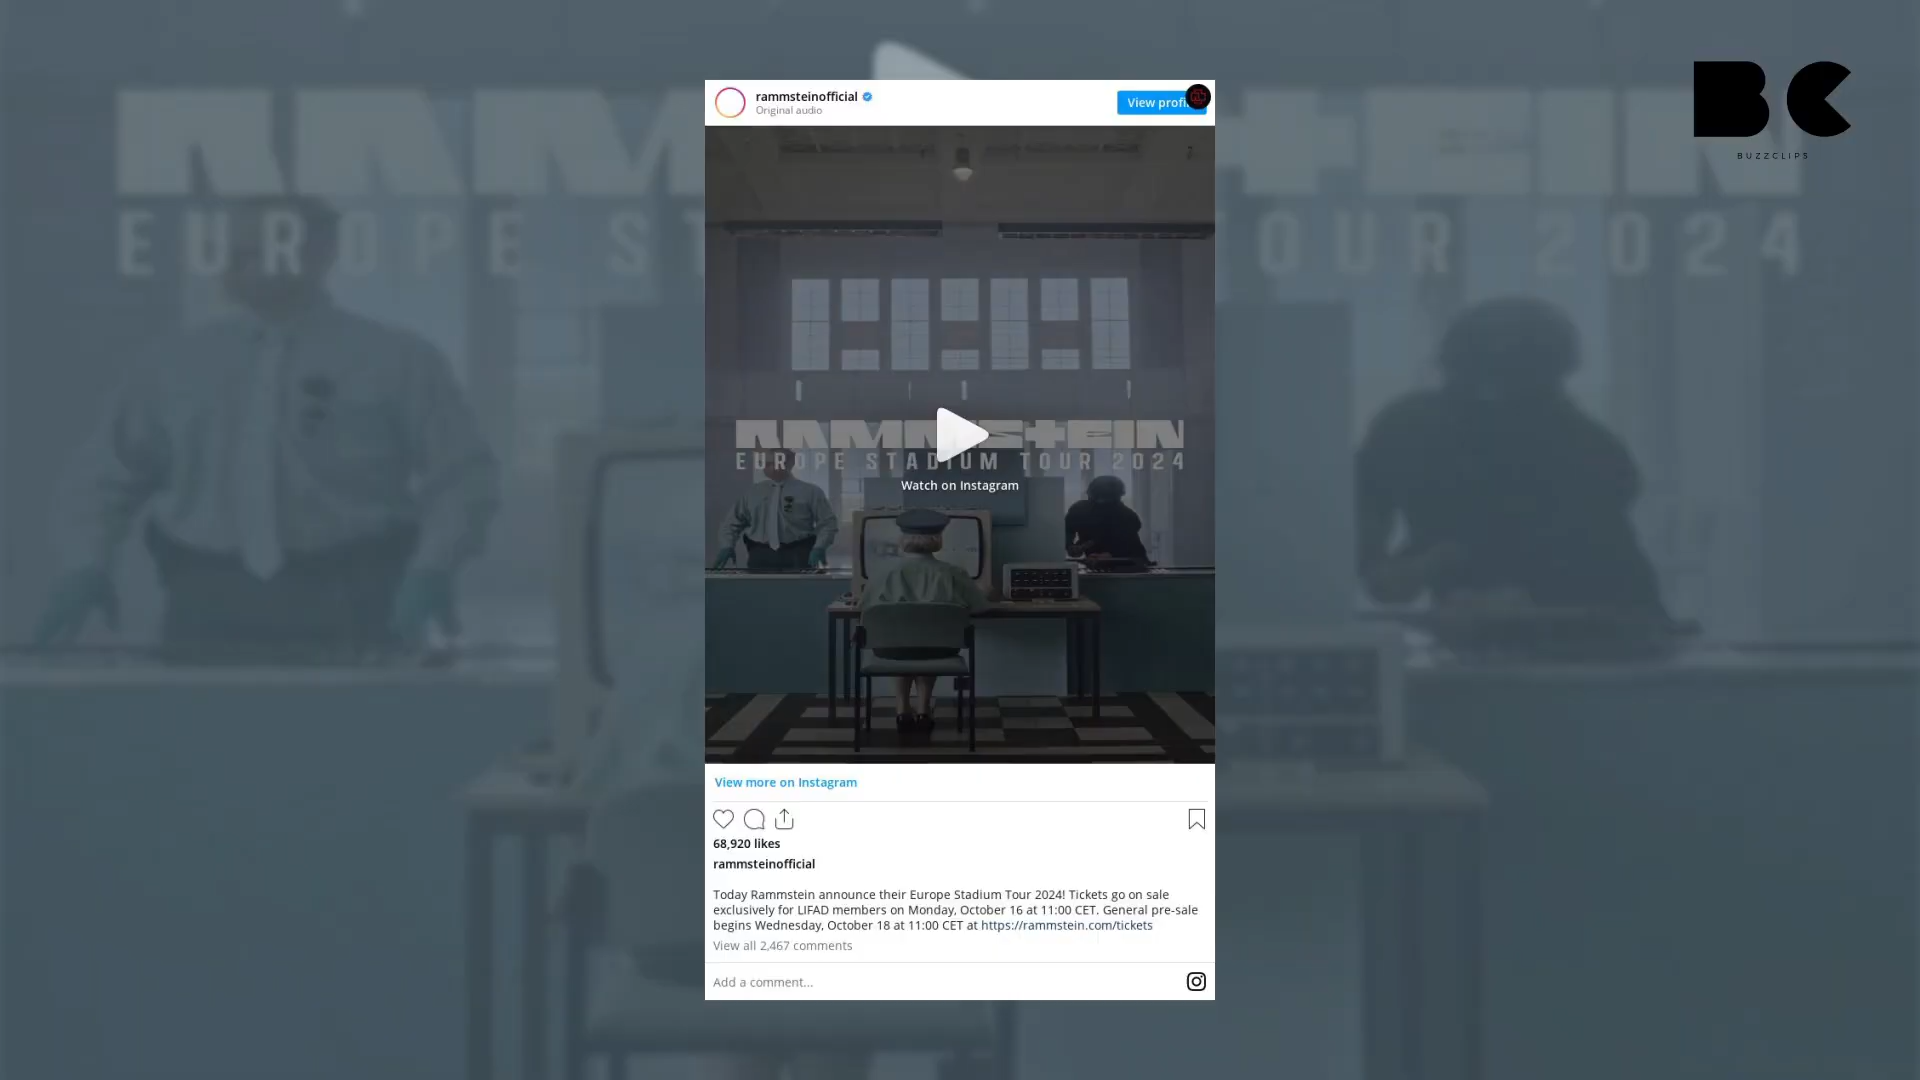 rammsteinofficial
Original audio
View profi
BC
BUZZCLIPS
RAMMSTEIN
EUROPE STADIUM TOUR 2024
Watch on Instagram
View more on Instagram
68,920 likes
rammsteinofficial
Today Rammstein announce their Europe Stadium Tour 2024! Tickets go on sale
exclusively for LIFAD members on Monday, October 16 at 11:00 CET. General pre-sale
begins Wednesday, October 18 at 11:00 CET at https://rammstein.com/tickets
View all 2,467 comments
Add a comment...